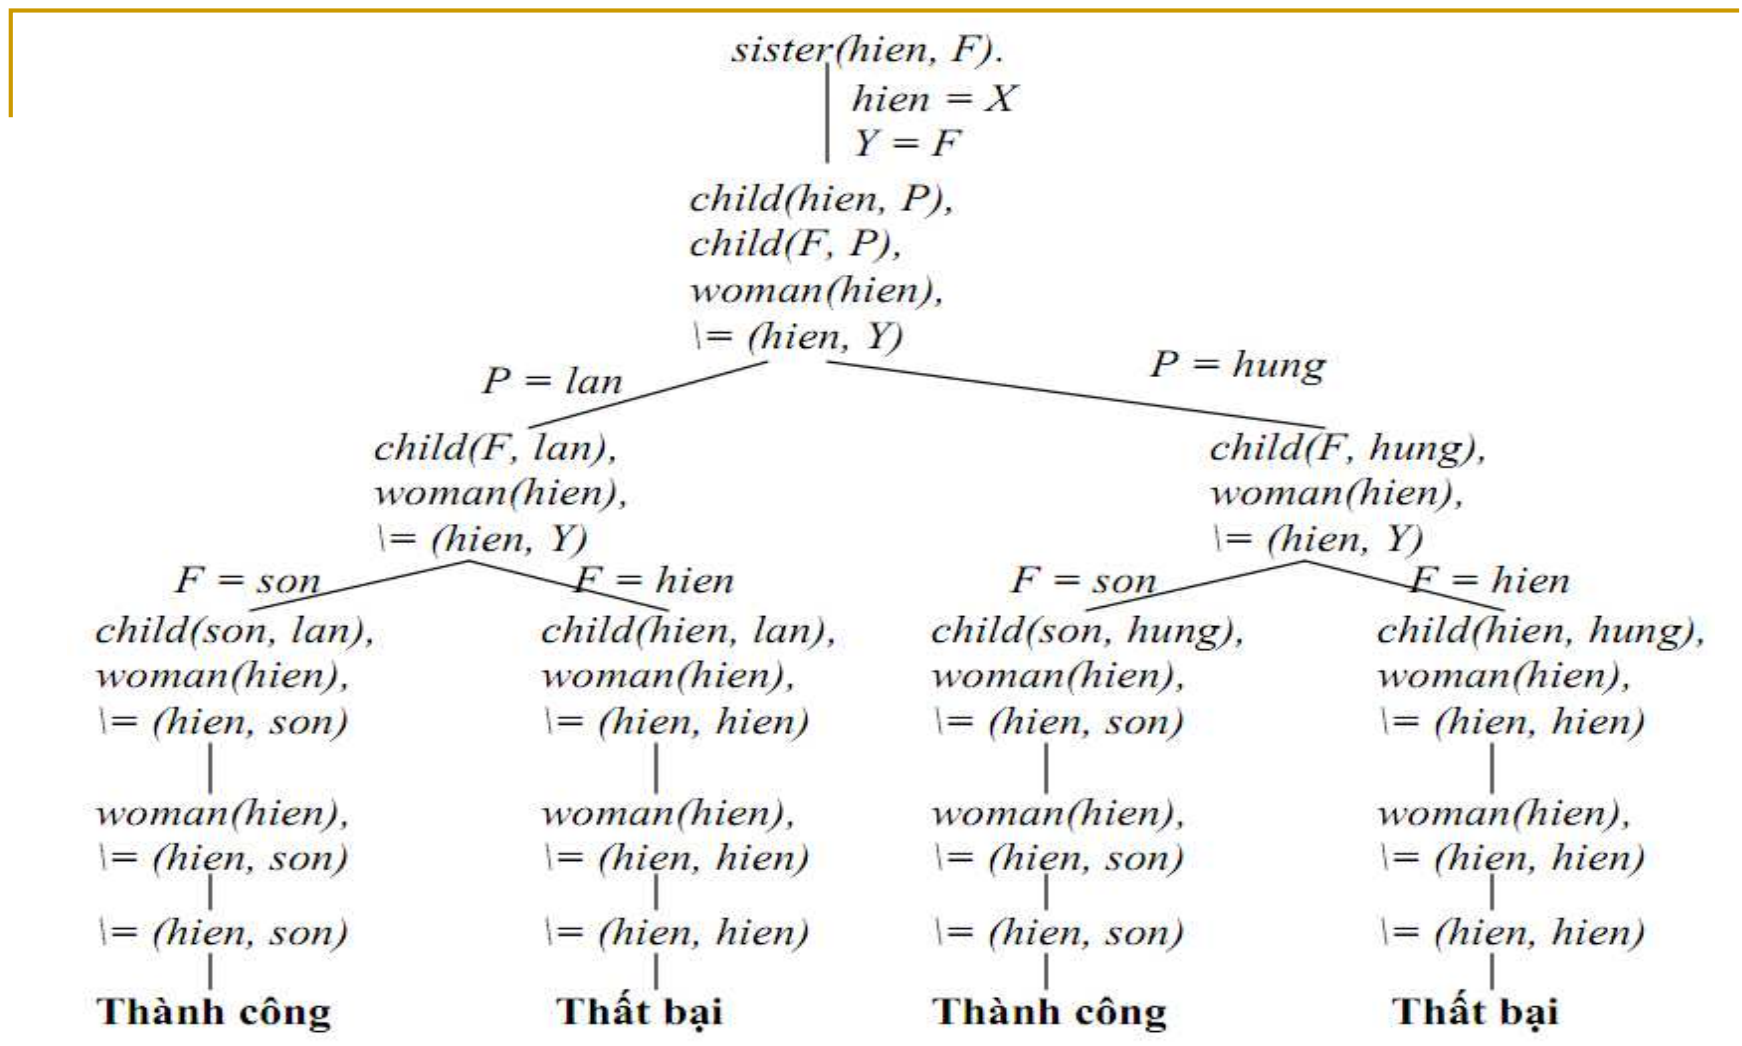 sister(hien, F).
hien = X
Y = F
child(hien, P),
child(F, P),
woman(hien),
\= (hien, Y)
P = lan
P = hung
child(F, lan),
woman(hien),
\= (hien, Y)
child(F, hung),
woman(hien),
\= (hien, Y)
F = son
F = hien
F = son
F = hien
child(son, lan),
woman(hien),
\= (hien, son)
child(hien, lan),
woman(hien),
\= (hien, hien)
child(son, hung),
woman(hien),
\= (hien, son)
child(hien, hung),
woman(hien),
\= (hien, hien)
woman(hien),
\= (hien, son)
woman(hien),
\= (hien, hien)
woman(hien),
\= (hien, son)
woman(hien),
\= (hien, hien)
\= (hien, son)
\= (hien, hien)
\= (hien, son)
\= (hien, hien)
Thành công
Thất bại
Thành công
Thất bại